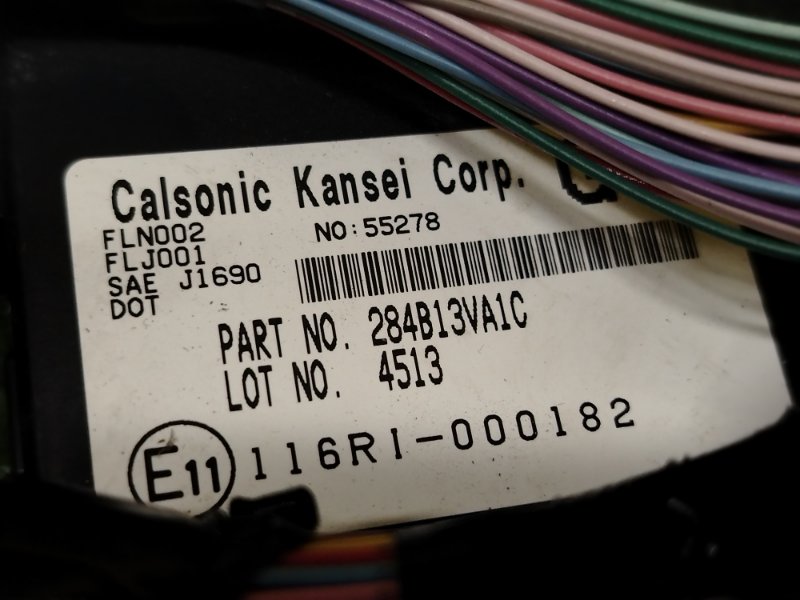 Calsonic Kansei Corp.
FLN002 NO:55278
FLJ001
SAE J1690
DOT
PART NO. 284B13VA1C
LOT NO. 4513
E11 116RI-000182